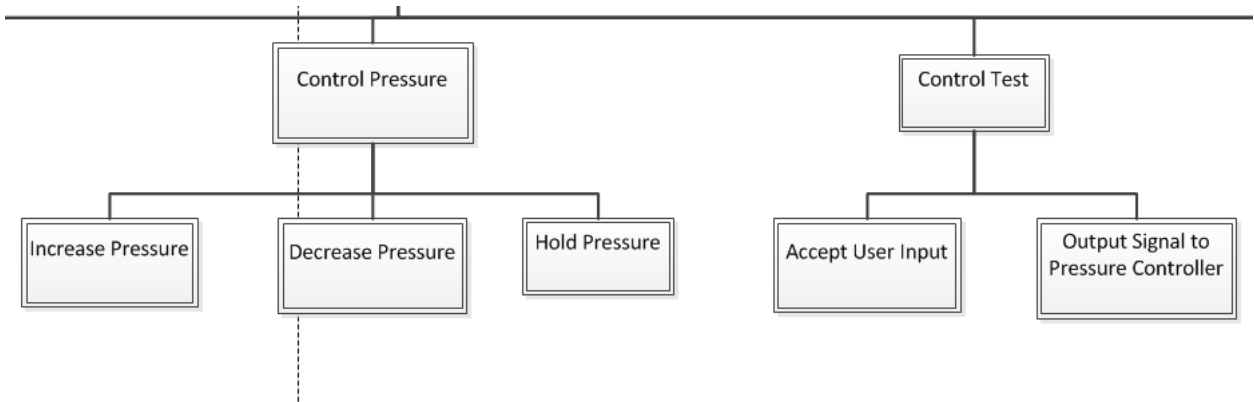 Control Pressure
Control Test
Increase Pressure
Decrease Pressure
Hold Pressure
Accept User Input
Output Signal to
Pressure Controller